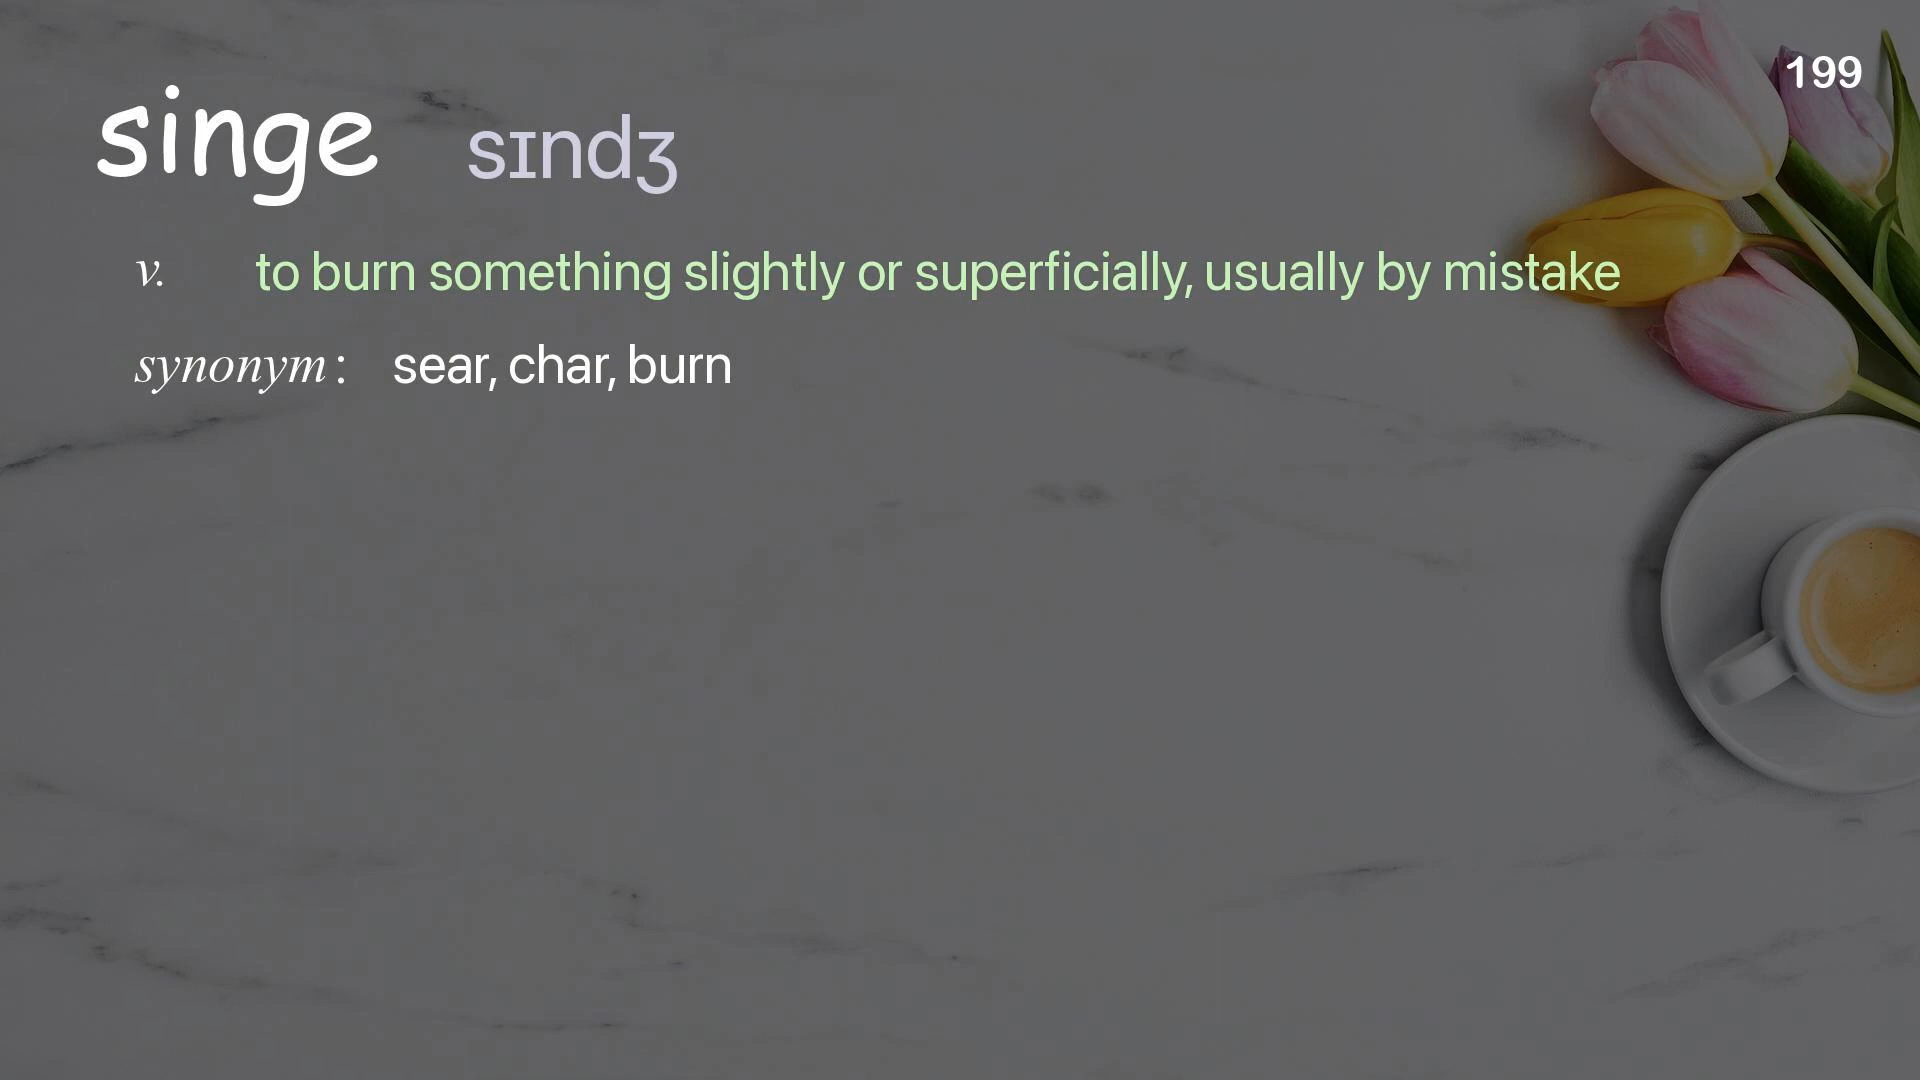 199
singe sɪndʒ
v. to burn something slightly or superficially, usually by mistake
synonym : sear, char, burn